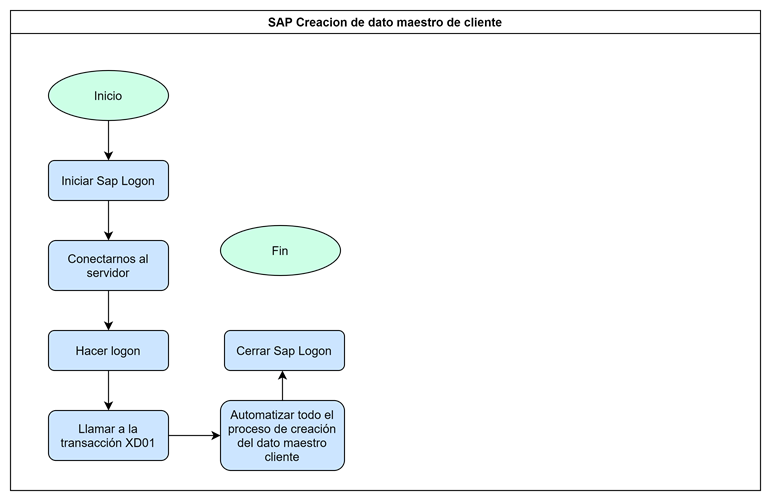 SAP Creacion de dato maestro de cliente
Inicio
Iniciar Sap Logon
Conectarnos al
servidor
Hacer logon
Llamar a la
transacción XD01
Automatizar todo el
proceso de creación
del dato maestro
cliente
Cerrar Sap Logon
Fin